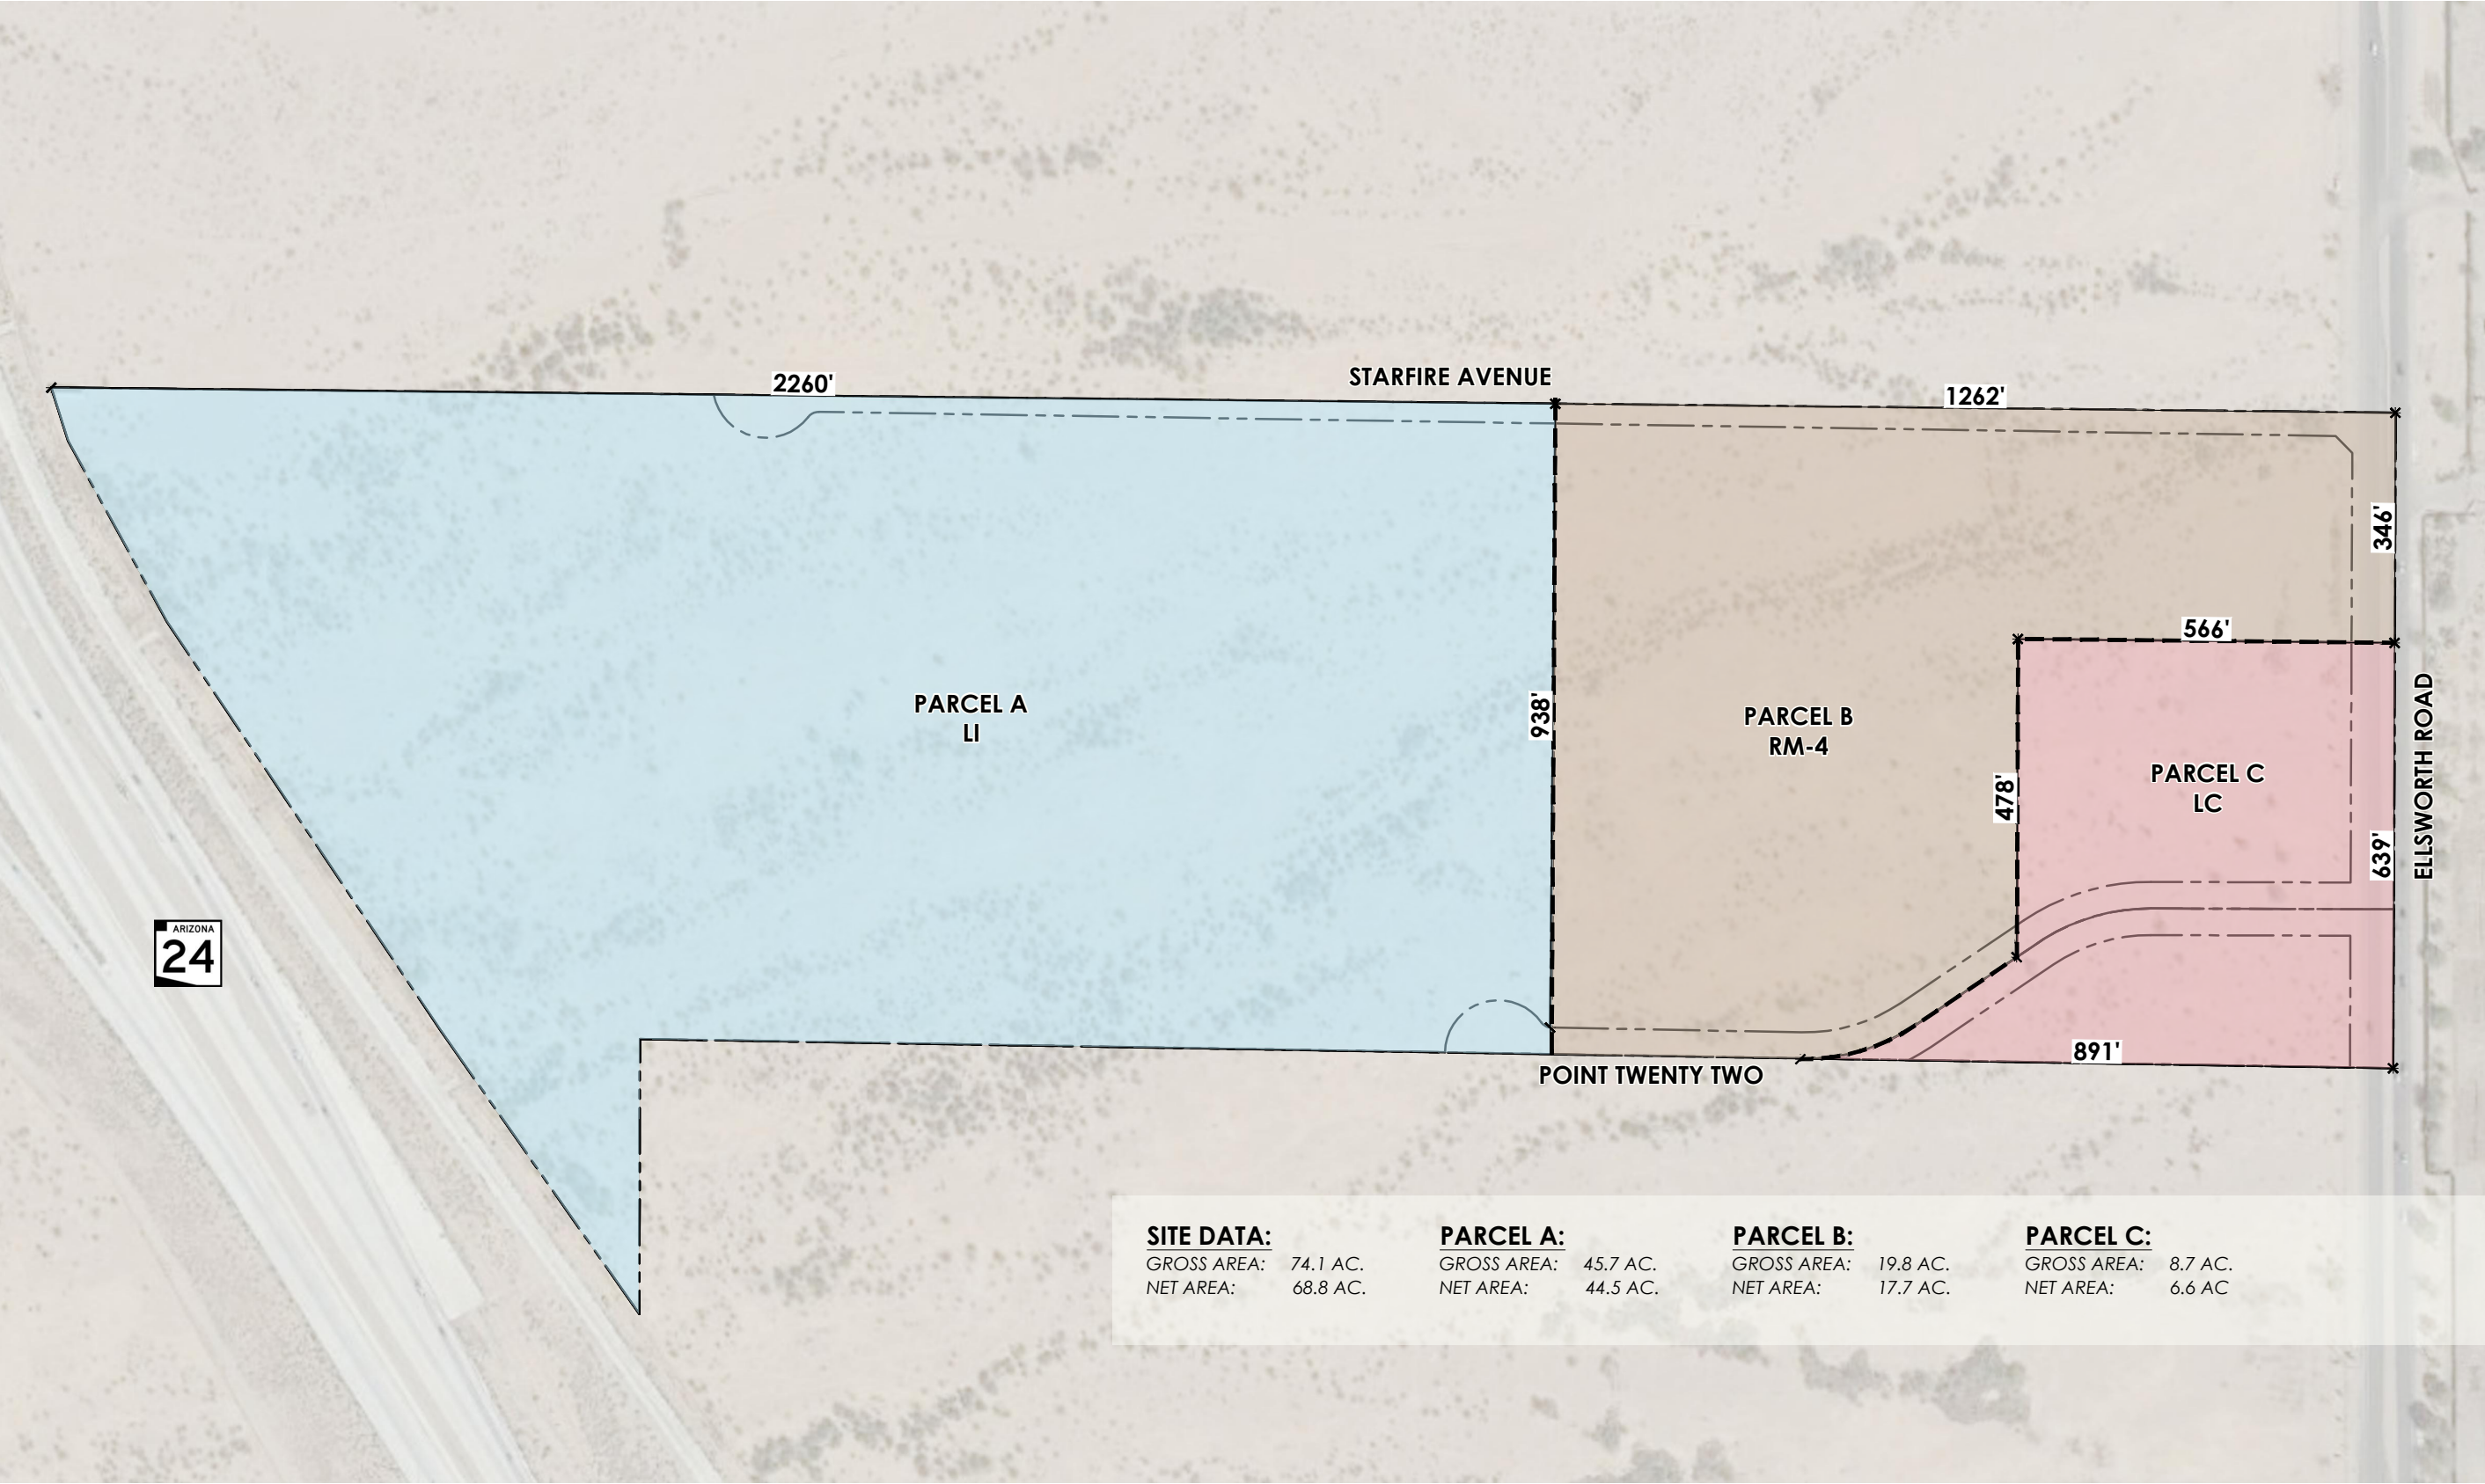 STARFIRE AVENUE
2260'
1262'
346'
566'
PARCEL A
LI
938'
PARCEL B
RM-4
478'
PARCEL C
LC
639'
ELLSWORTH ROAD
ARIZONA
24
891'
POINT TWENTY TWO
SITE DATA:
GROSS AREA: 74.1 AC.
NET AREA: 68.8 AC.
PARCEL A:
GROSS AREA: 45.7 AC.
NET AREA: 44.5 AC.
PARCEL B:
GROSS AREA: 19.8 AC.
NET AREA: 17.7 AC.
PARCEL C:
GROSS AREA: 8.7 AC.
NET AREA: 6.6 AC